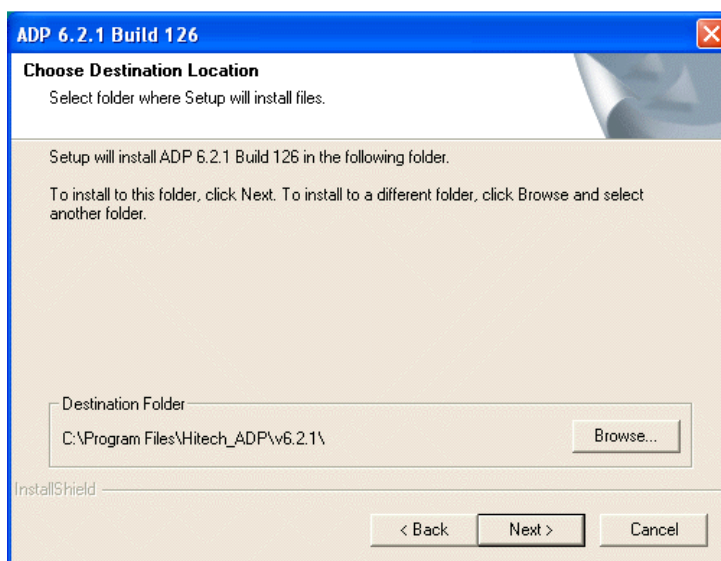 ADP 6.2.1 Build 126
Choose Destination Location
Select folder where Setup will install files.
Setup will install ADP 6.2.1 Build 126 in the following folder.
To install to this folder, click Next. To install to a different folder, click Browse and select
another folder.
Destination Folder
C:\Program Files\Hitech_ADP\v6.2.1\
Browse...
InstallShield
< Back
Next >
Cancel